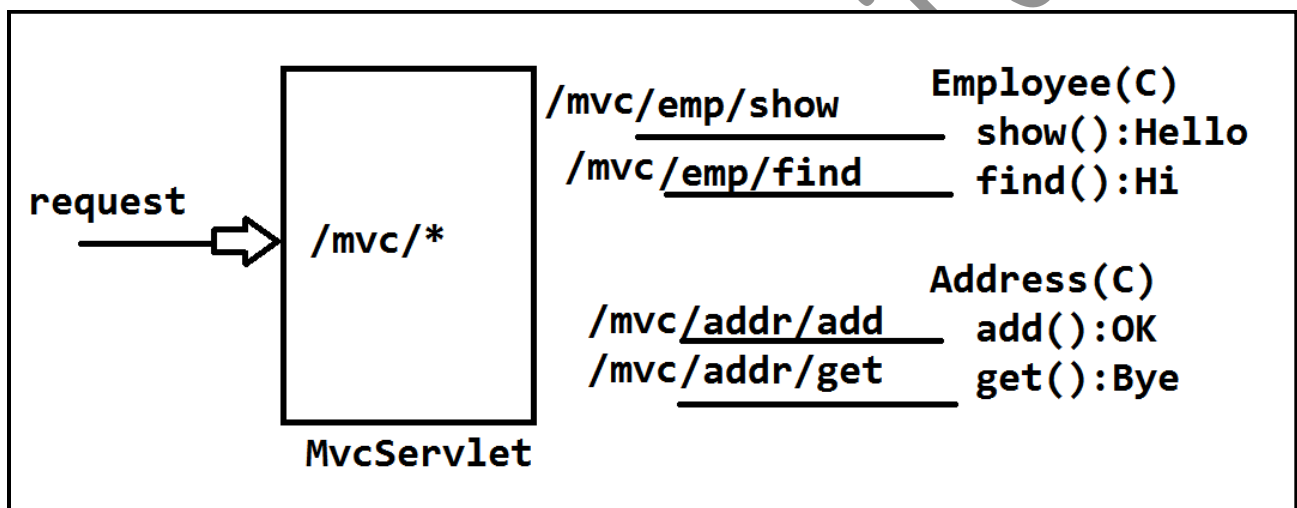 request
/mvc/*
MvcServlet
/mvc/emp/show
/mvc/emp/find
Employee(C)
show():Hello
find():Hi
/mvc/addr/add
/mvc/addr/get
Address(C)
add():OK
get():Bye